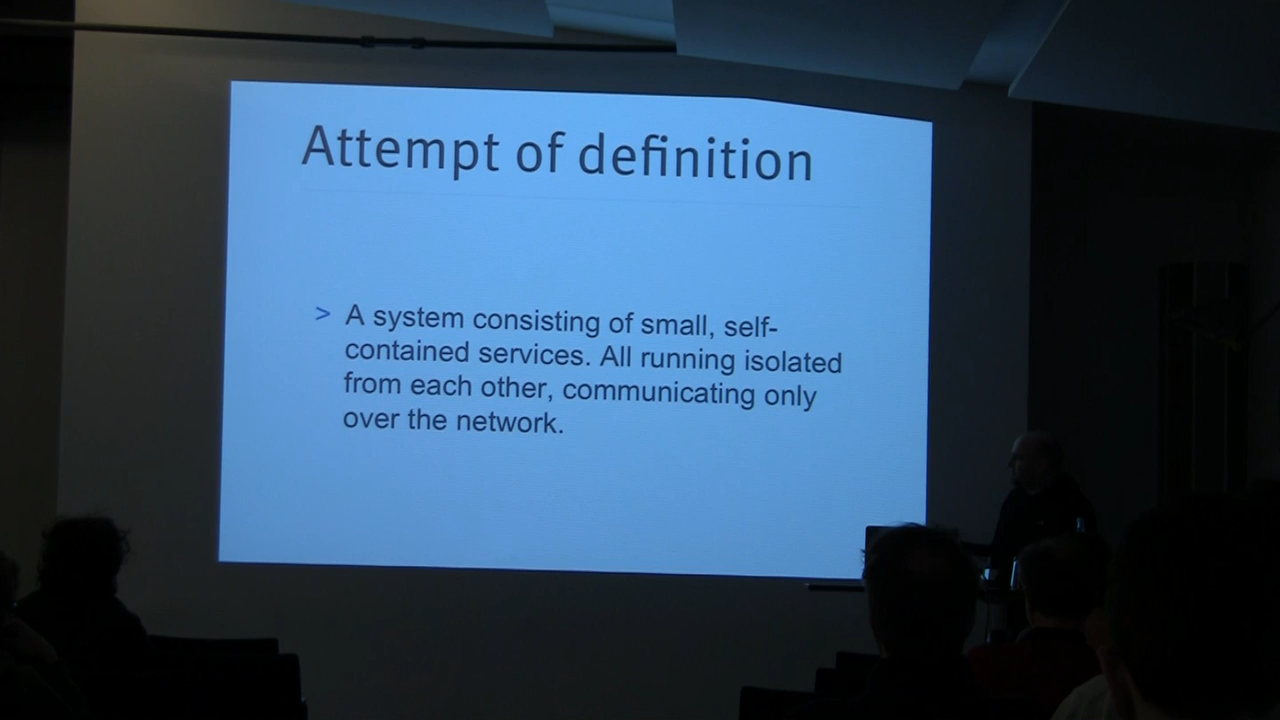 Attempt of definition
> A system consisting of small, self-
contained services. All running isolated
from each other, communicating only
over the network.